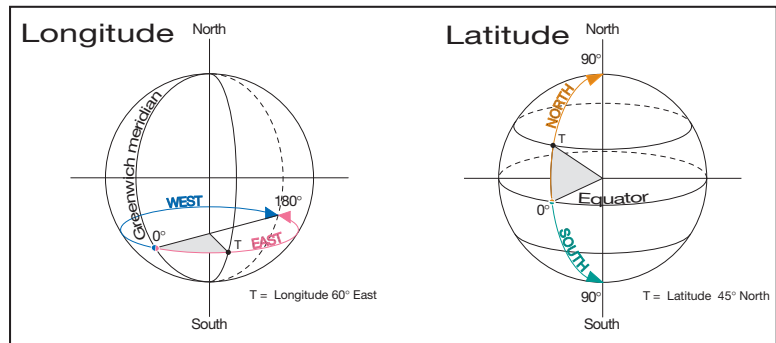 Longitude
North
Greenwich meridian
WEST
180°
0°
T
EAST
T = Longitude 60° East
South
Latitude
North
90°
NORTH
T
0°
Equator
SOUTH
90°
T = Latitude 45° North
South